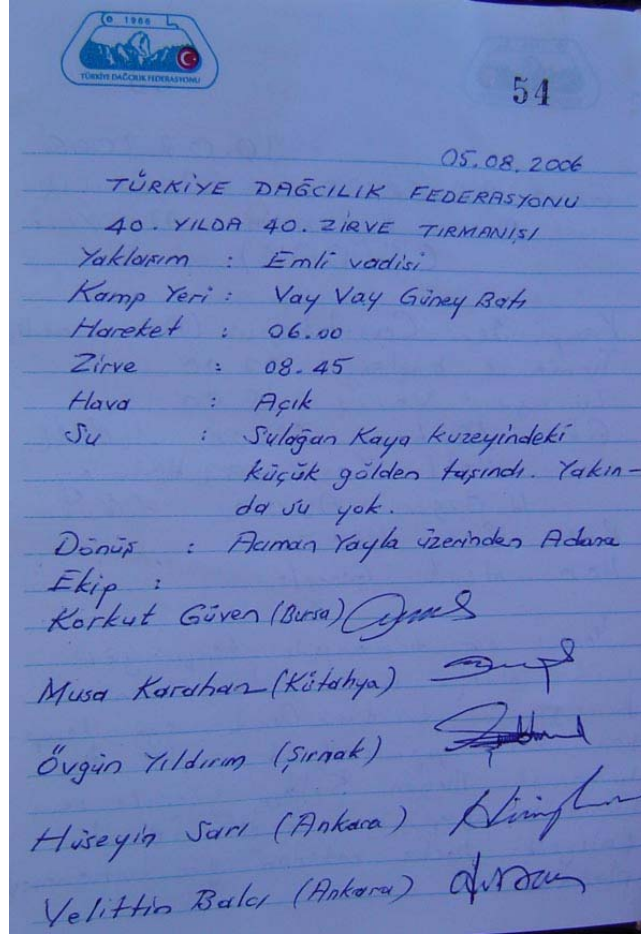 1966
TÜRKİYE DAĞCILIK FEDERASYONU
54
05.08.2006
TÜRKİYE DAĞCILIK FEDERASYONU
40. YILDA 40. ZİRVE TIRMANIŞI
Yaklaşım : Emli vadisi
Kamp Yeri : Vay Vay Güney Batı
Hareket : 06.00
Zirve : 08.45
Hava : Açık
Su : Sulağan Kaya kuzeyindeki
küçük gölden taşındı. Yakın-
da su yok.
Dönüş : Acıman Yayla üzerinden Adana
Ekip :
Korkut Güven (Bursa)
Musa Karahan (Kütahya)
Övgün Yıldırım (Şırnak)
Hüseyin Sarı (Ankara)
Velittin Balcı (Ankara)